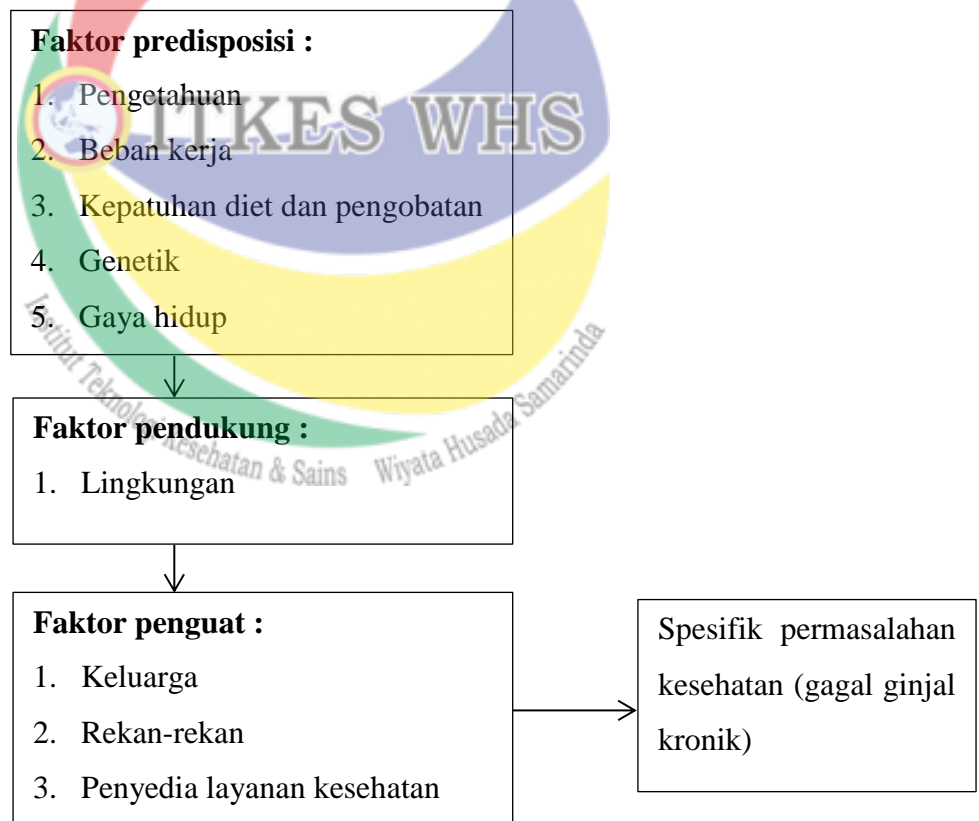 Faktor predisposisi :
1. Pengetahuan
2. Beban kerja
3. Kepatuhan diet dan pengobatan
4. Genetik
5. Gaya hidup
ITKES WHS
Institut Teknologi Kesehatan & Sains Wiyata Husada Samarinda
Faktor pendukung :
1. Lingkungan
Faktor penguat :
1. Keluarga
2. Rekan-rekan
3. Penyedia layanan kesehatan
Spesifik permasalahan
kesehatan (gagal ginjal
kronik)